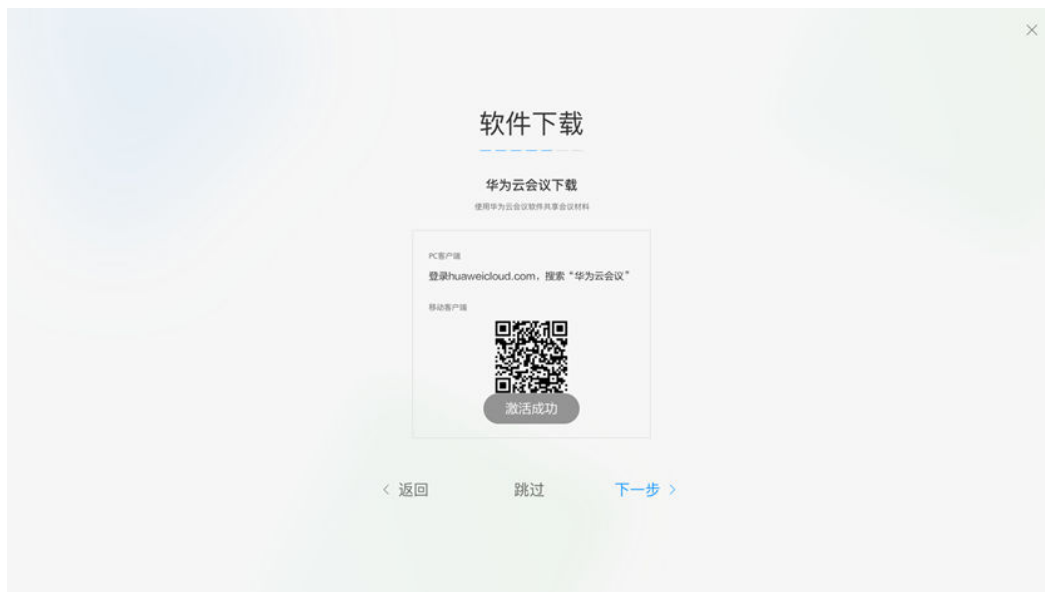 软件下载
华为云会议下载
使用华为云会议软件共享会议材料
PC客户端
登录huaweicloud.com，搜索“华为云会议”
移动客户端
激活成功
返回 跳过 下一步